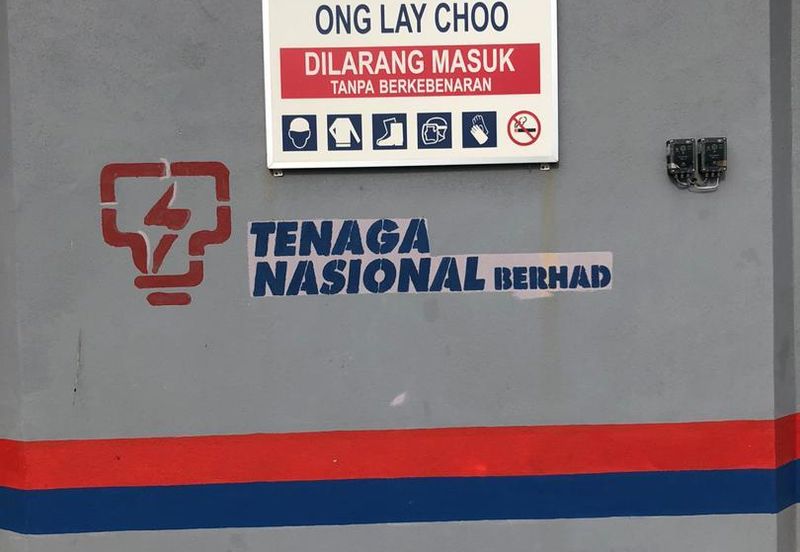 ONG LAY CHOO
DILARANG MASUK
TANPA BERKEBENARAN
TENAGA
NASIONAL BERHAD